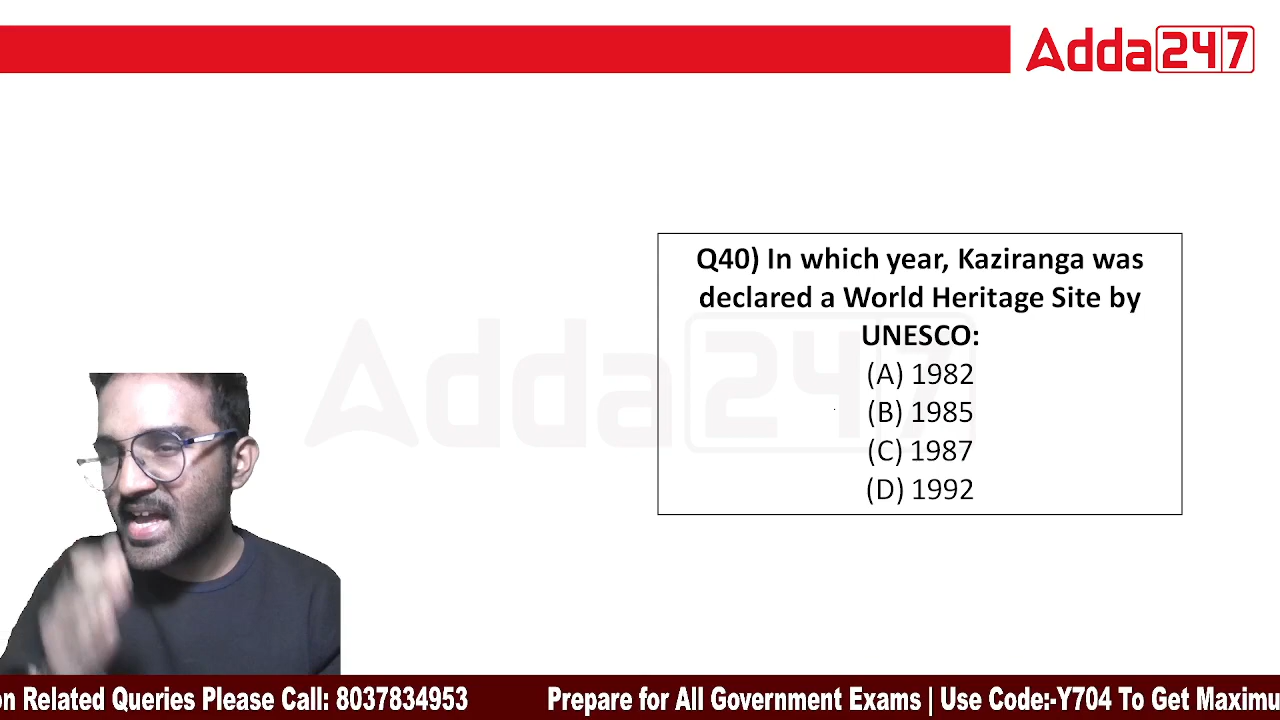 Adda247
Q40) In which year, Kaziranga was
declared a World Heritage Site by
UNESCO:
(A) 1982
(B) 1985
(C) 1987
(D) 1992
Adda247
on Related Queries Please Call: 8037834953 Prepare for All Government Exams | Use Code:-Y704 To Get Maximu